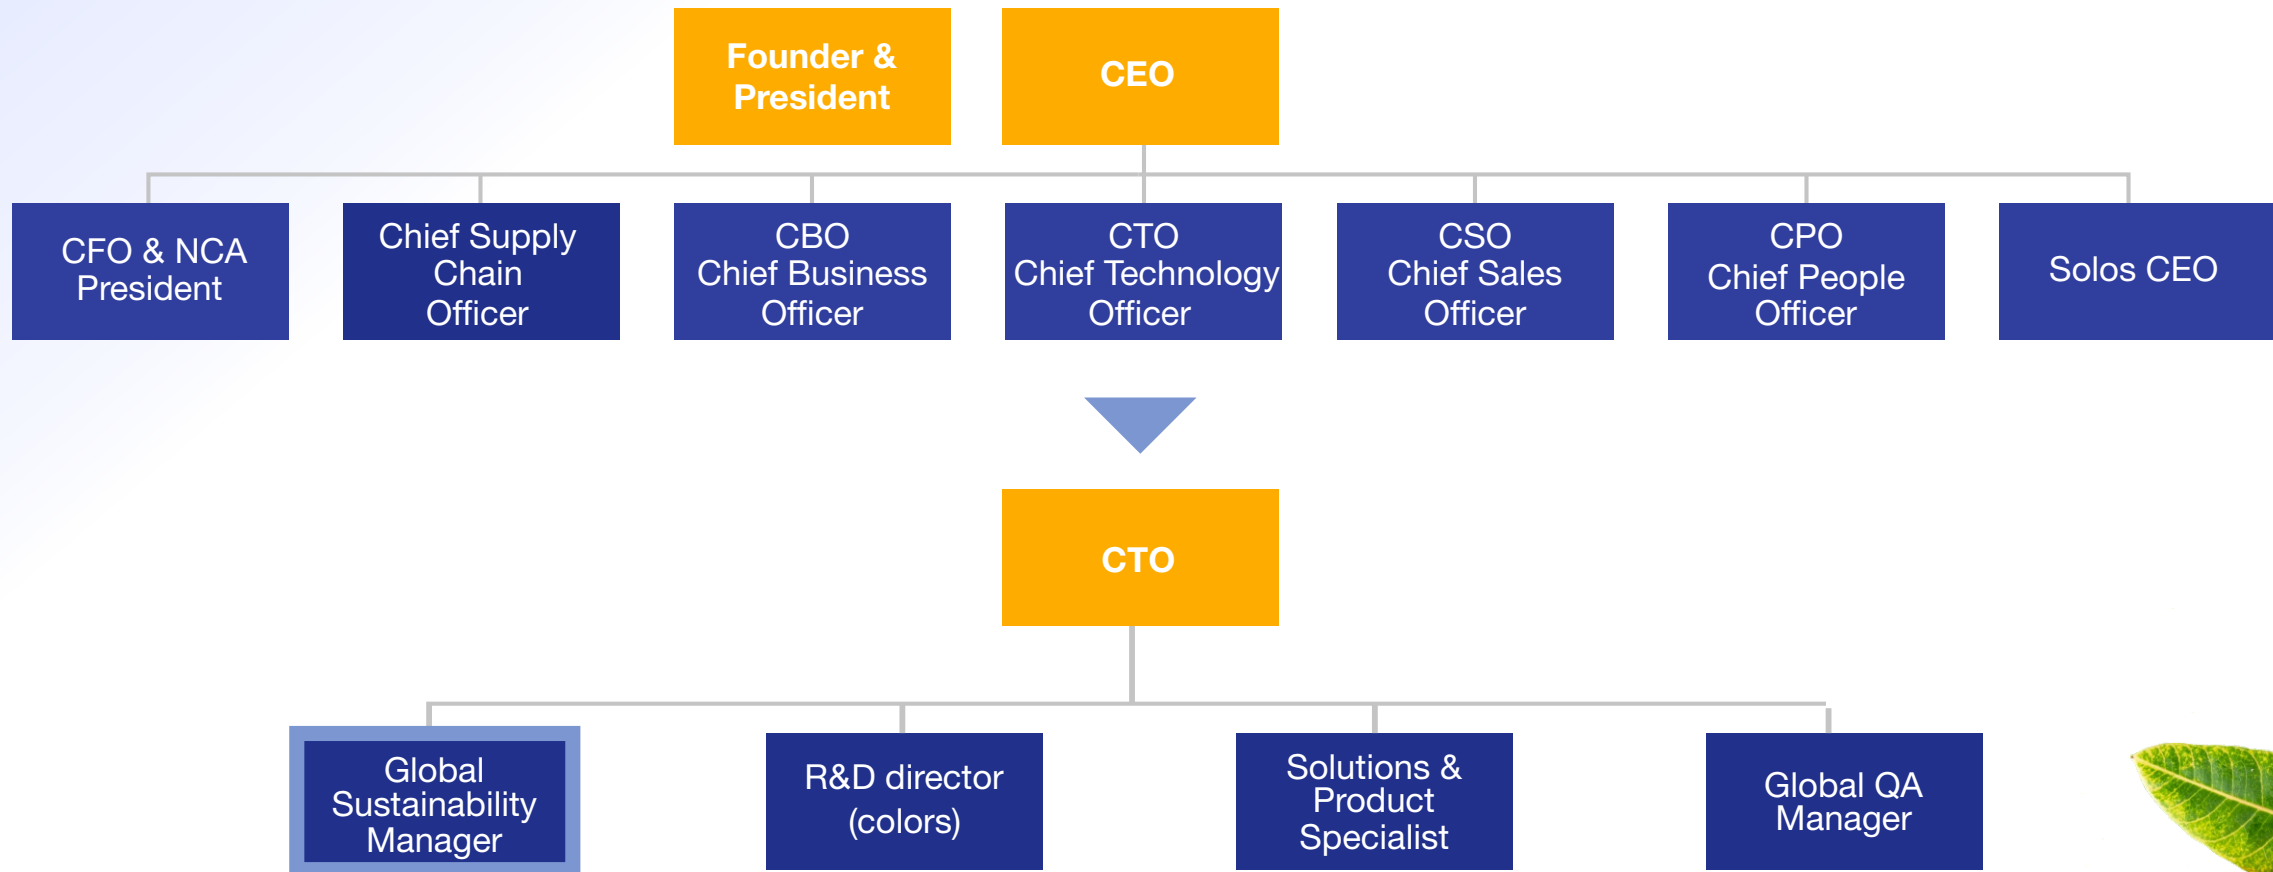 Founder &
President
CEO
CFO & NCA
President
Chief Supply
Chain
Officer
CBO
Chief Business
Officer
CTO
Chief Technology
Officer
CSO
Chief Sales
Officer
CPO
Chief People
Officer
Solos CEO
CTO
Global
Sustainability
Manager
R&D director
(colors)
Solutions &
Product
Specialist
Global QA
Manager